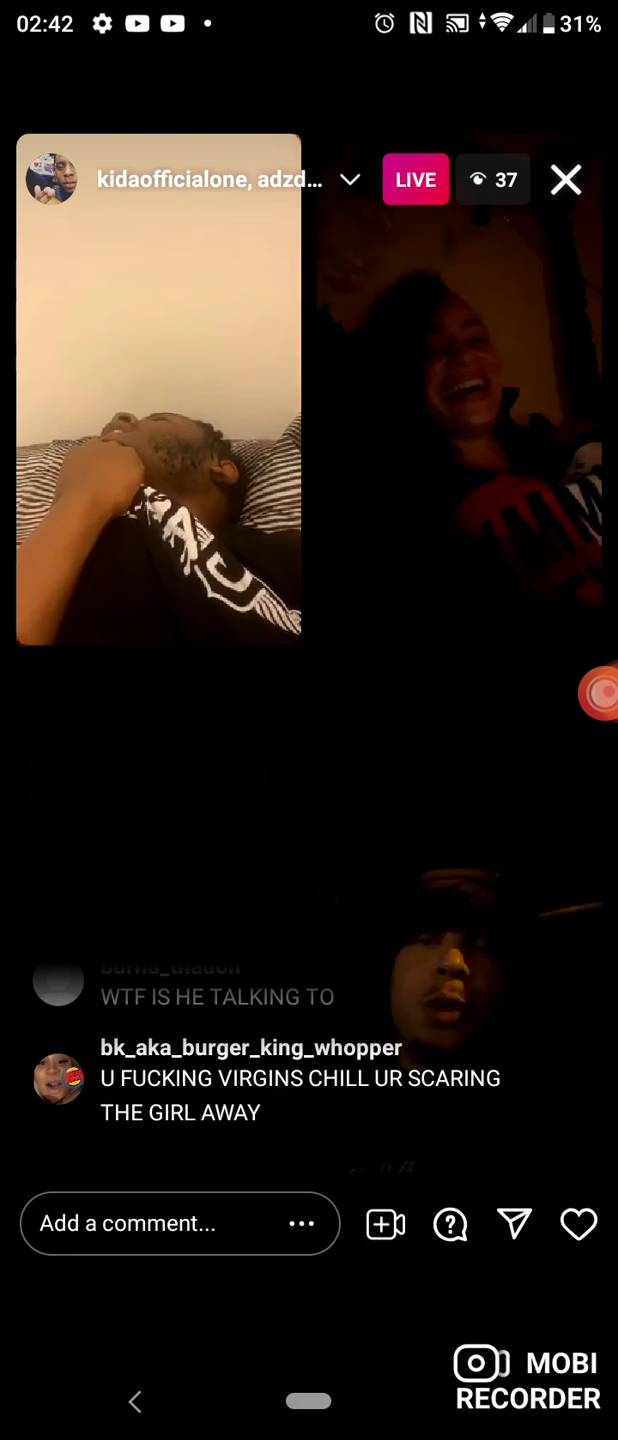 02:42
31%
kidaofficialone, adzd...
LIVE
37
burna_thadon
WTF IS HE TALKING TO
bk_aka_burger_king_whopper
U FUCKING VIRGINS CHILL UR SCARING
THE GIRL AWAY
Add a comment...
MOBI
RECORDER